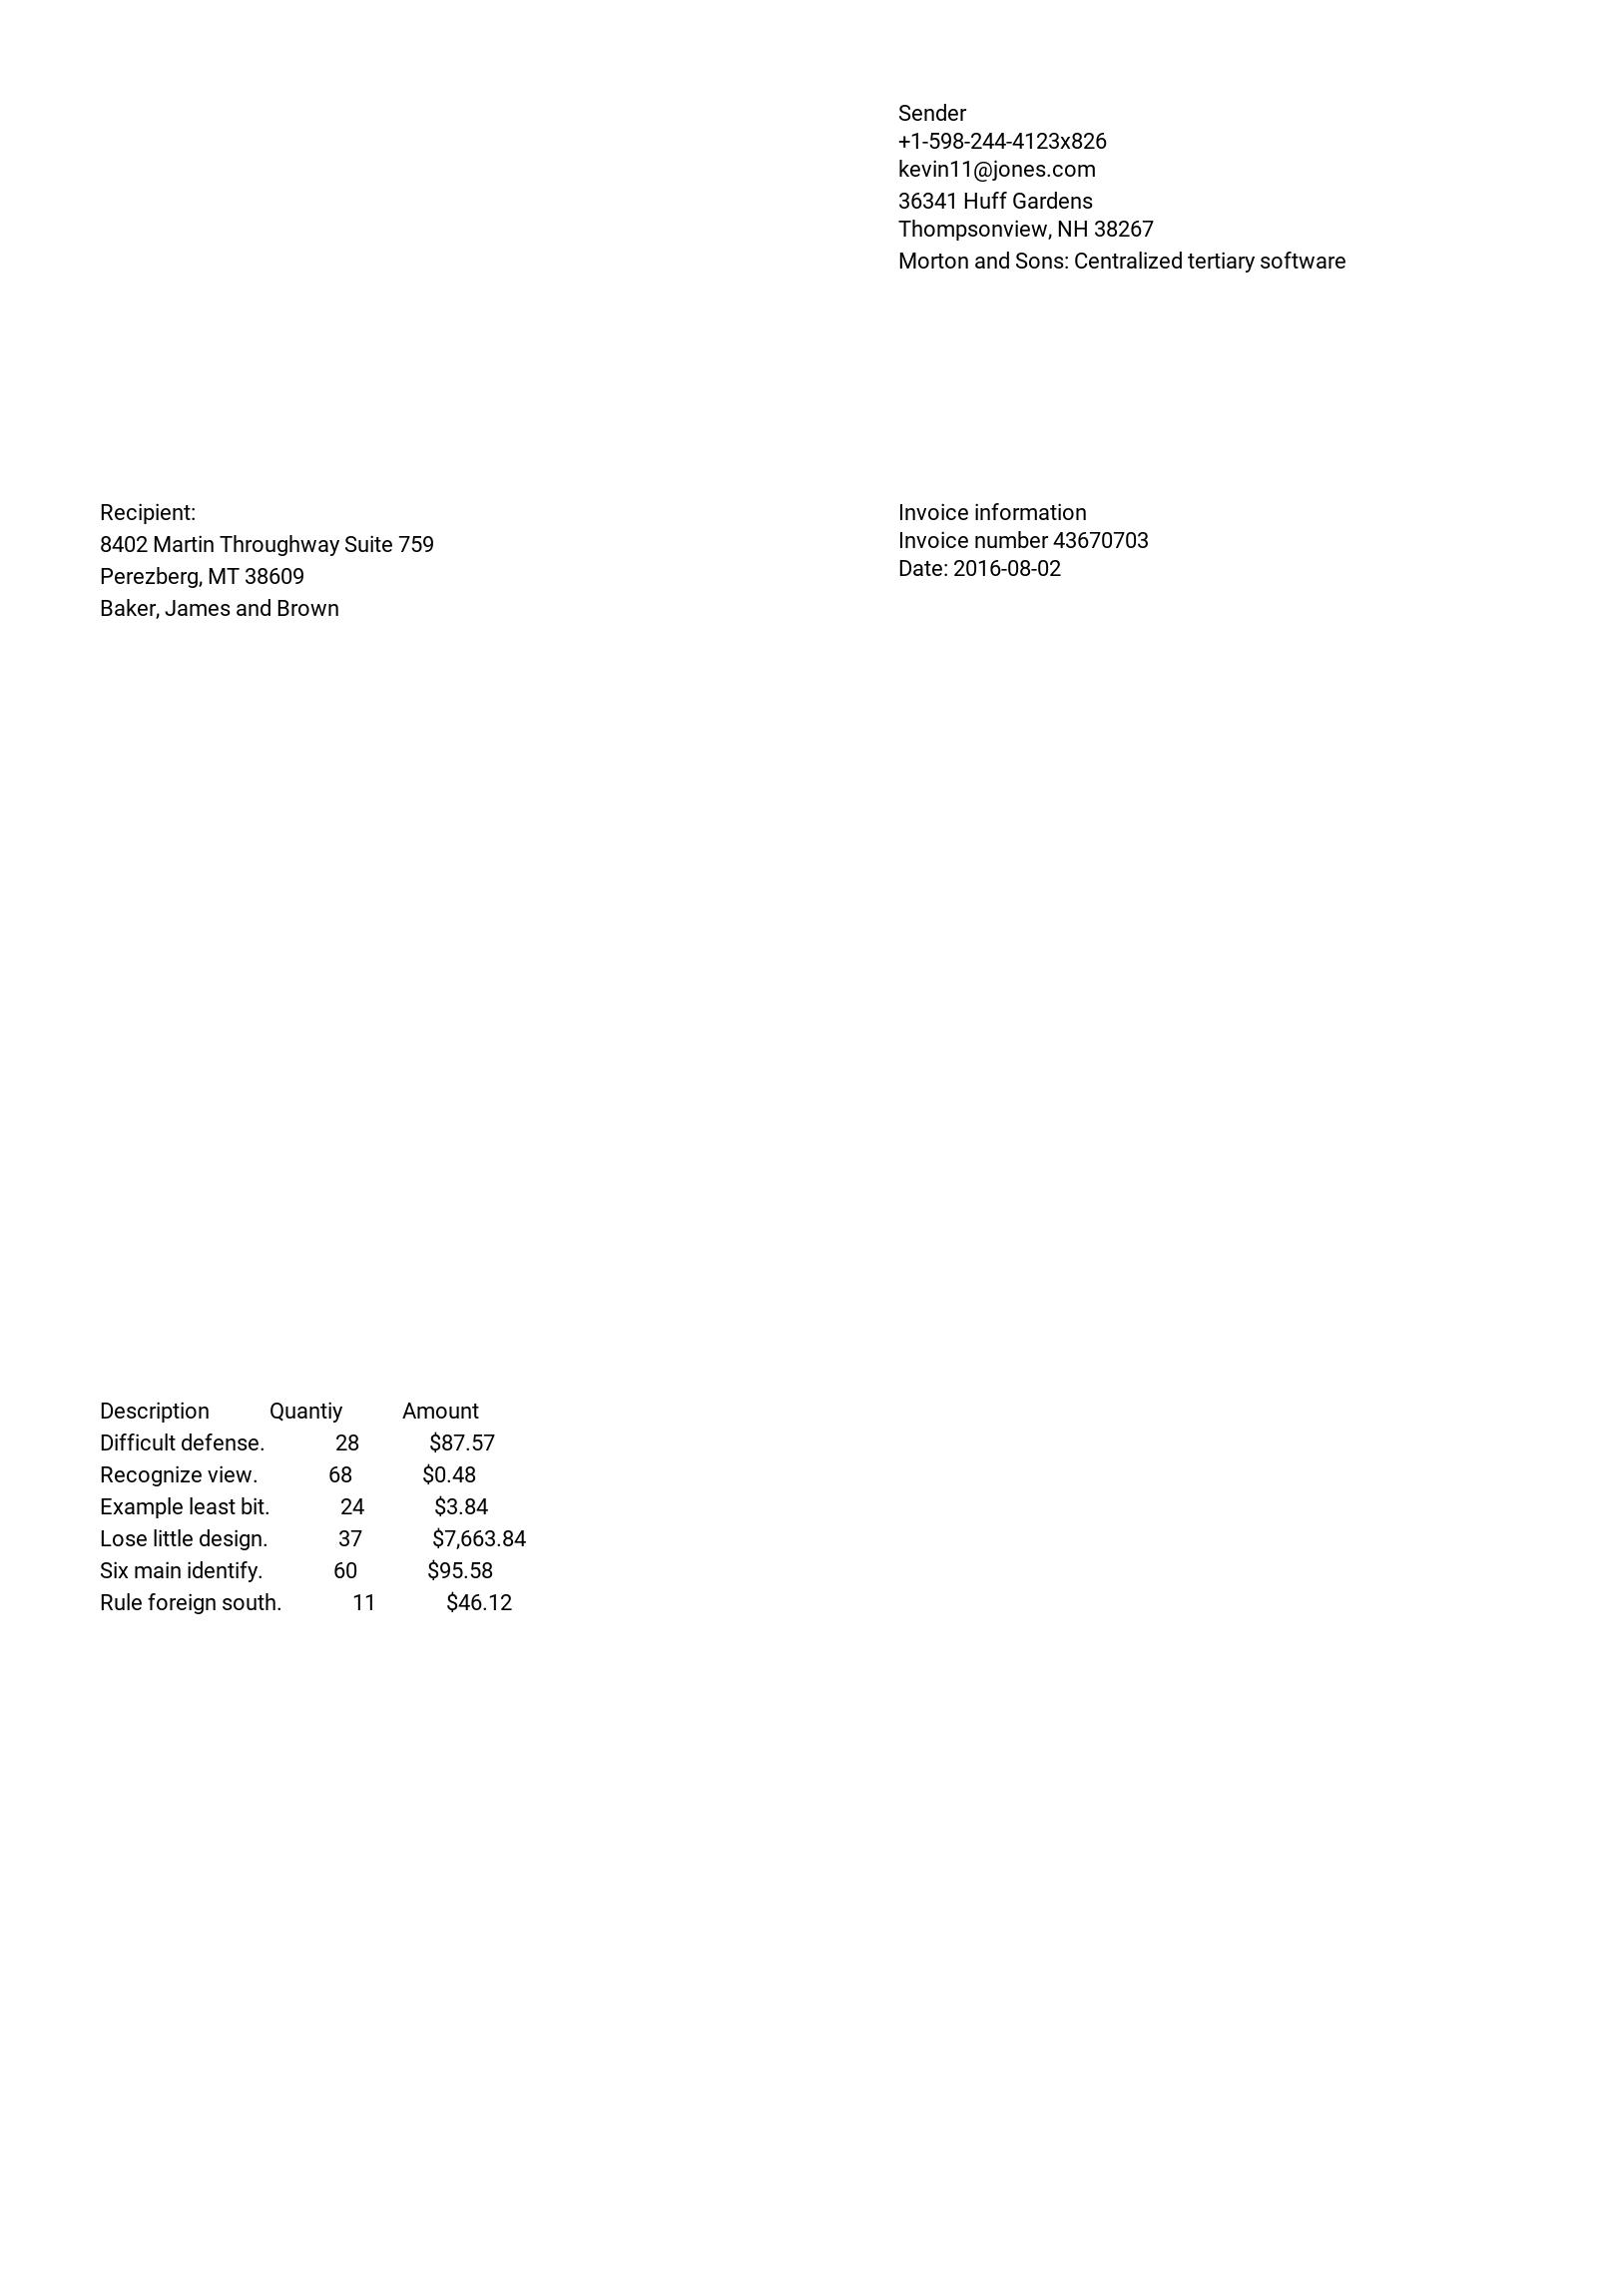 Sender
+1-598-244-4123x826
kevin11@jones.com
36341 Huff Gardens
Thompsonview, NH 38267
Morton and Sons: Centralized tertiary software
Recipient:
8402 Martin Throughway Suite 759
Perezberg, MT 38609
Baker, James and Brown
Invoice information
Invoice number 43670703
Date: 2016-08-02
Description Quantiy Amount
Difficult defense. 28 $87.57
Recognize view. 68 $0.48
Example least bit. 24 $3.84
Lose little design. 37 $7,663.84
Six main identify. 60 $95.58
Rule foreign south. 11 $46.12